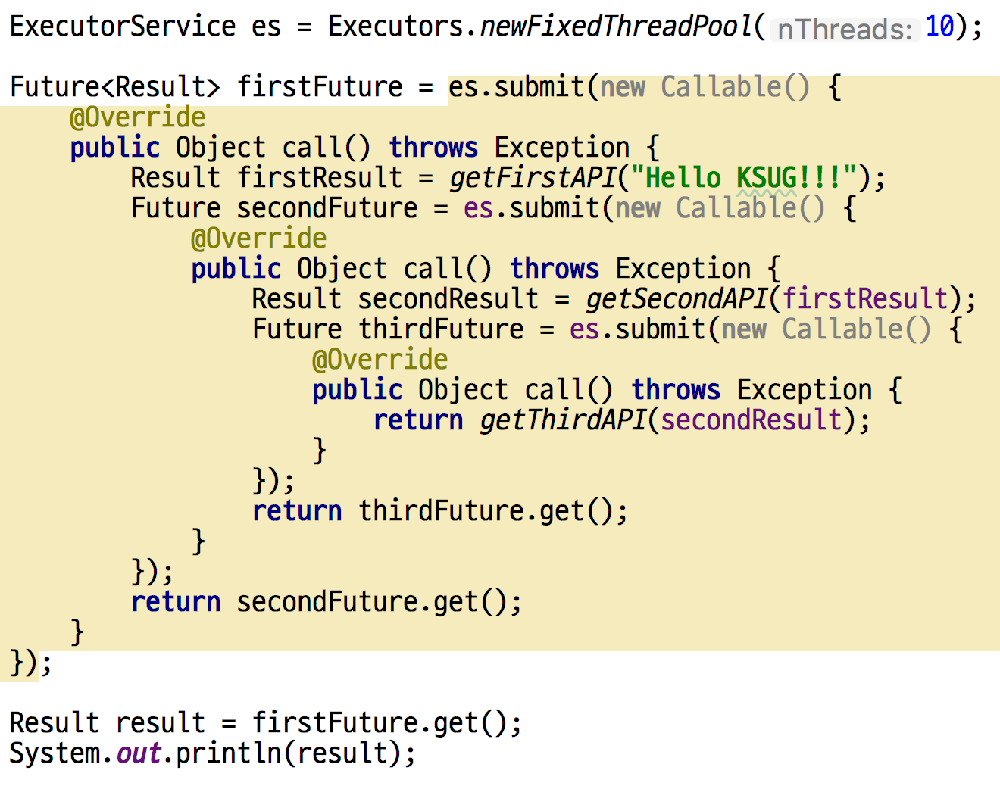 ExecutorService es = Executors.newFixedThreadPool( nThreads: 10);
Future<Result> firstFuture = es.submit(new Callable() {
@Override
public Object call() throws Exception {
Result firstResult = getFirstAPI("Hello KSUG!!!");
Future secondFuture = es.submit(new Callable() {
@Override
public Object call() throws Exception {
Result secondResult = getSecondAPI(firstResult);
Future thirdFuture = es.submit(new Callable() {
@Override
public Object call() throws Exception {
return getThirdAPI(secondResult);
}
});
return thirdFuture.get();
}
});
return secondFuture.get();
}
});
Result result = firstFuture.get();
System.out.println(result);